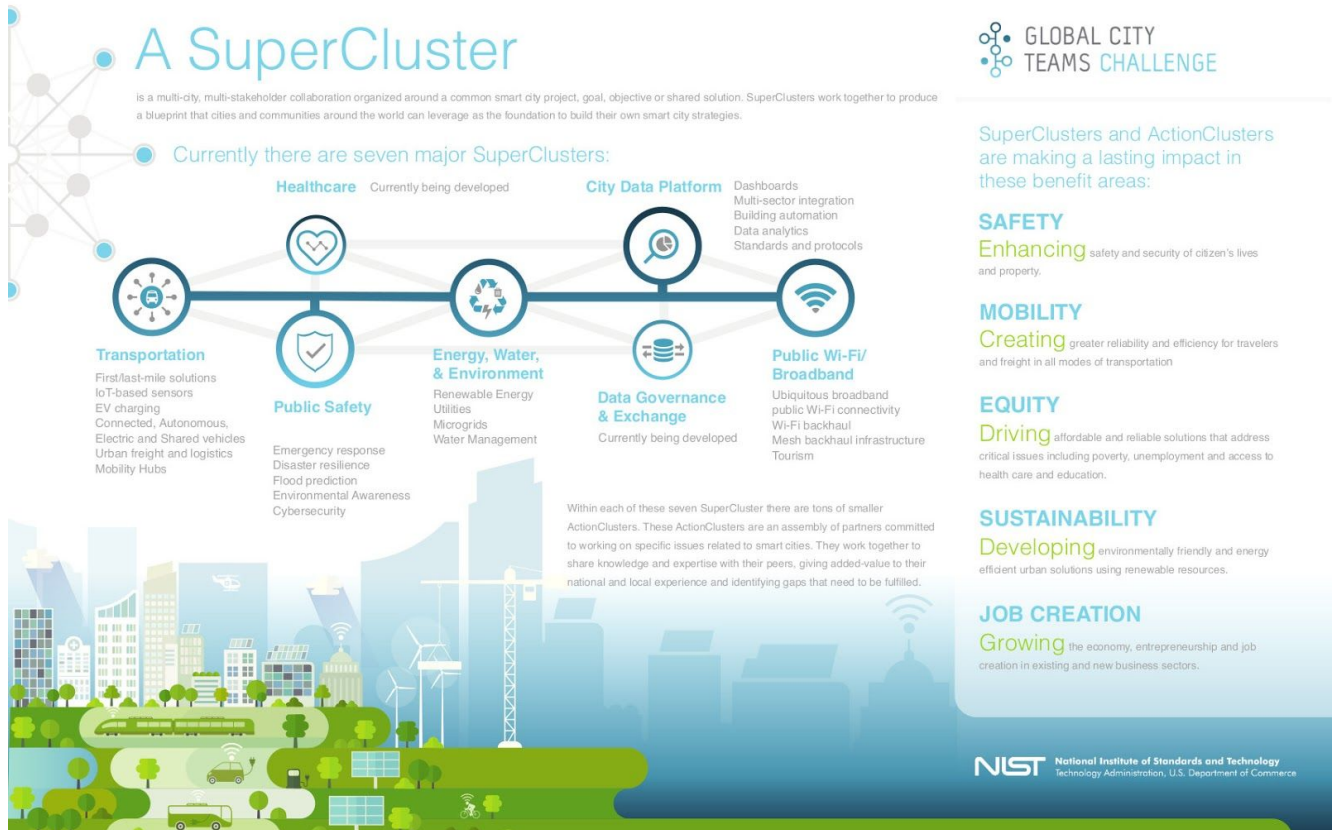 A SuperCluster
is a multi-city, multi-stakeholder collaboration organized around a common smart city project, goal, objective or shared solution. SuperClusters work together to produce
a blueprint that cities and communities around the world can leverage as the foundation to build their own smart city strategies.
Currently there are seven major SuperClusters:
Healthcare
Currently being developed
City Data Platform
Dashboards
Multi-sector integration
Building automation
Data analytics
Standards and protocols
Transportation
First/last-mile solutions
IoT-based sensors
EV charging
Connected, Autonomous,
Electric and Shared vehicles
Urban freight and logistics
Mobility Hubs
Public Safety
Emergency response
Disaster resilience
Flood prediction
Environmental Awareness
Cybersecurity
Energy, Water,
& Environment
Renewable Energy
Utilities
Microgrids
Water Management
Data Governance
& Exchange
Currently being developed
Public Wi-Fi/
Broadband
Ubiquitous broadband
public Wi-Fi connectivity
Wi-Fi backhaul
Mesh backhaul infrastructure
Tourism
Within each of these seven SuperCluster there are tons of smaller
ActionClusters. These ActionClusters are an assembly of partners committed
to working on specific issues related to smart cities. They work together to
share knowledge and expertise with their peers, giving added-value to their
national and local experience and identifying gaps that need to be fulfilled.
GLOBAL CITY
TEAMS CHALLENGE
SuperClusters and ActionClusters
are making a lasting impact in
these benefit areas:
SAFETY
Enhancing safety and security of citizen's lives
and property.
MOBILITY
Creating greater reliability and efficiency for travelers
and freight in all modes of transportation
EQUITY
Driving affordable and reliable solutions that address
critical issues including poverty, unemployment and access to
health care and education.
SUSTAINABILITY
Developing environmentally friendly and energy
efficient urban solutions using renewable resources.
JOB CREATION
Growing the economy, entrepreneurship and job
creation in existing and new business sectors.
NIST
National Institute of Standards and Technology
Technology Administration, U.S. Department of Commerce